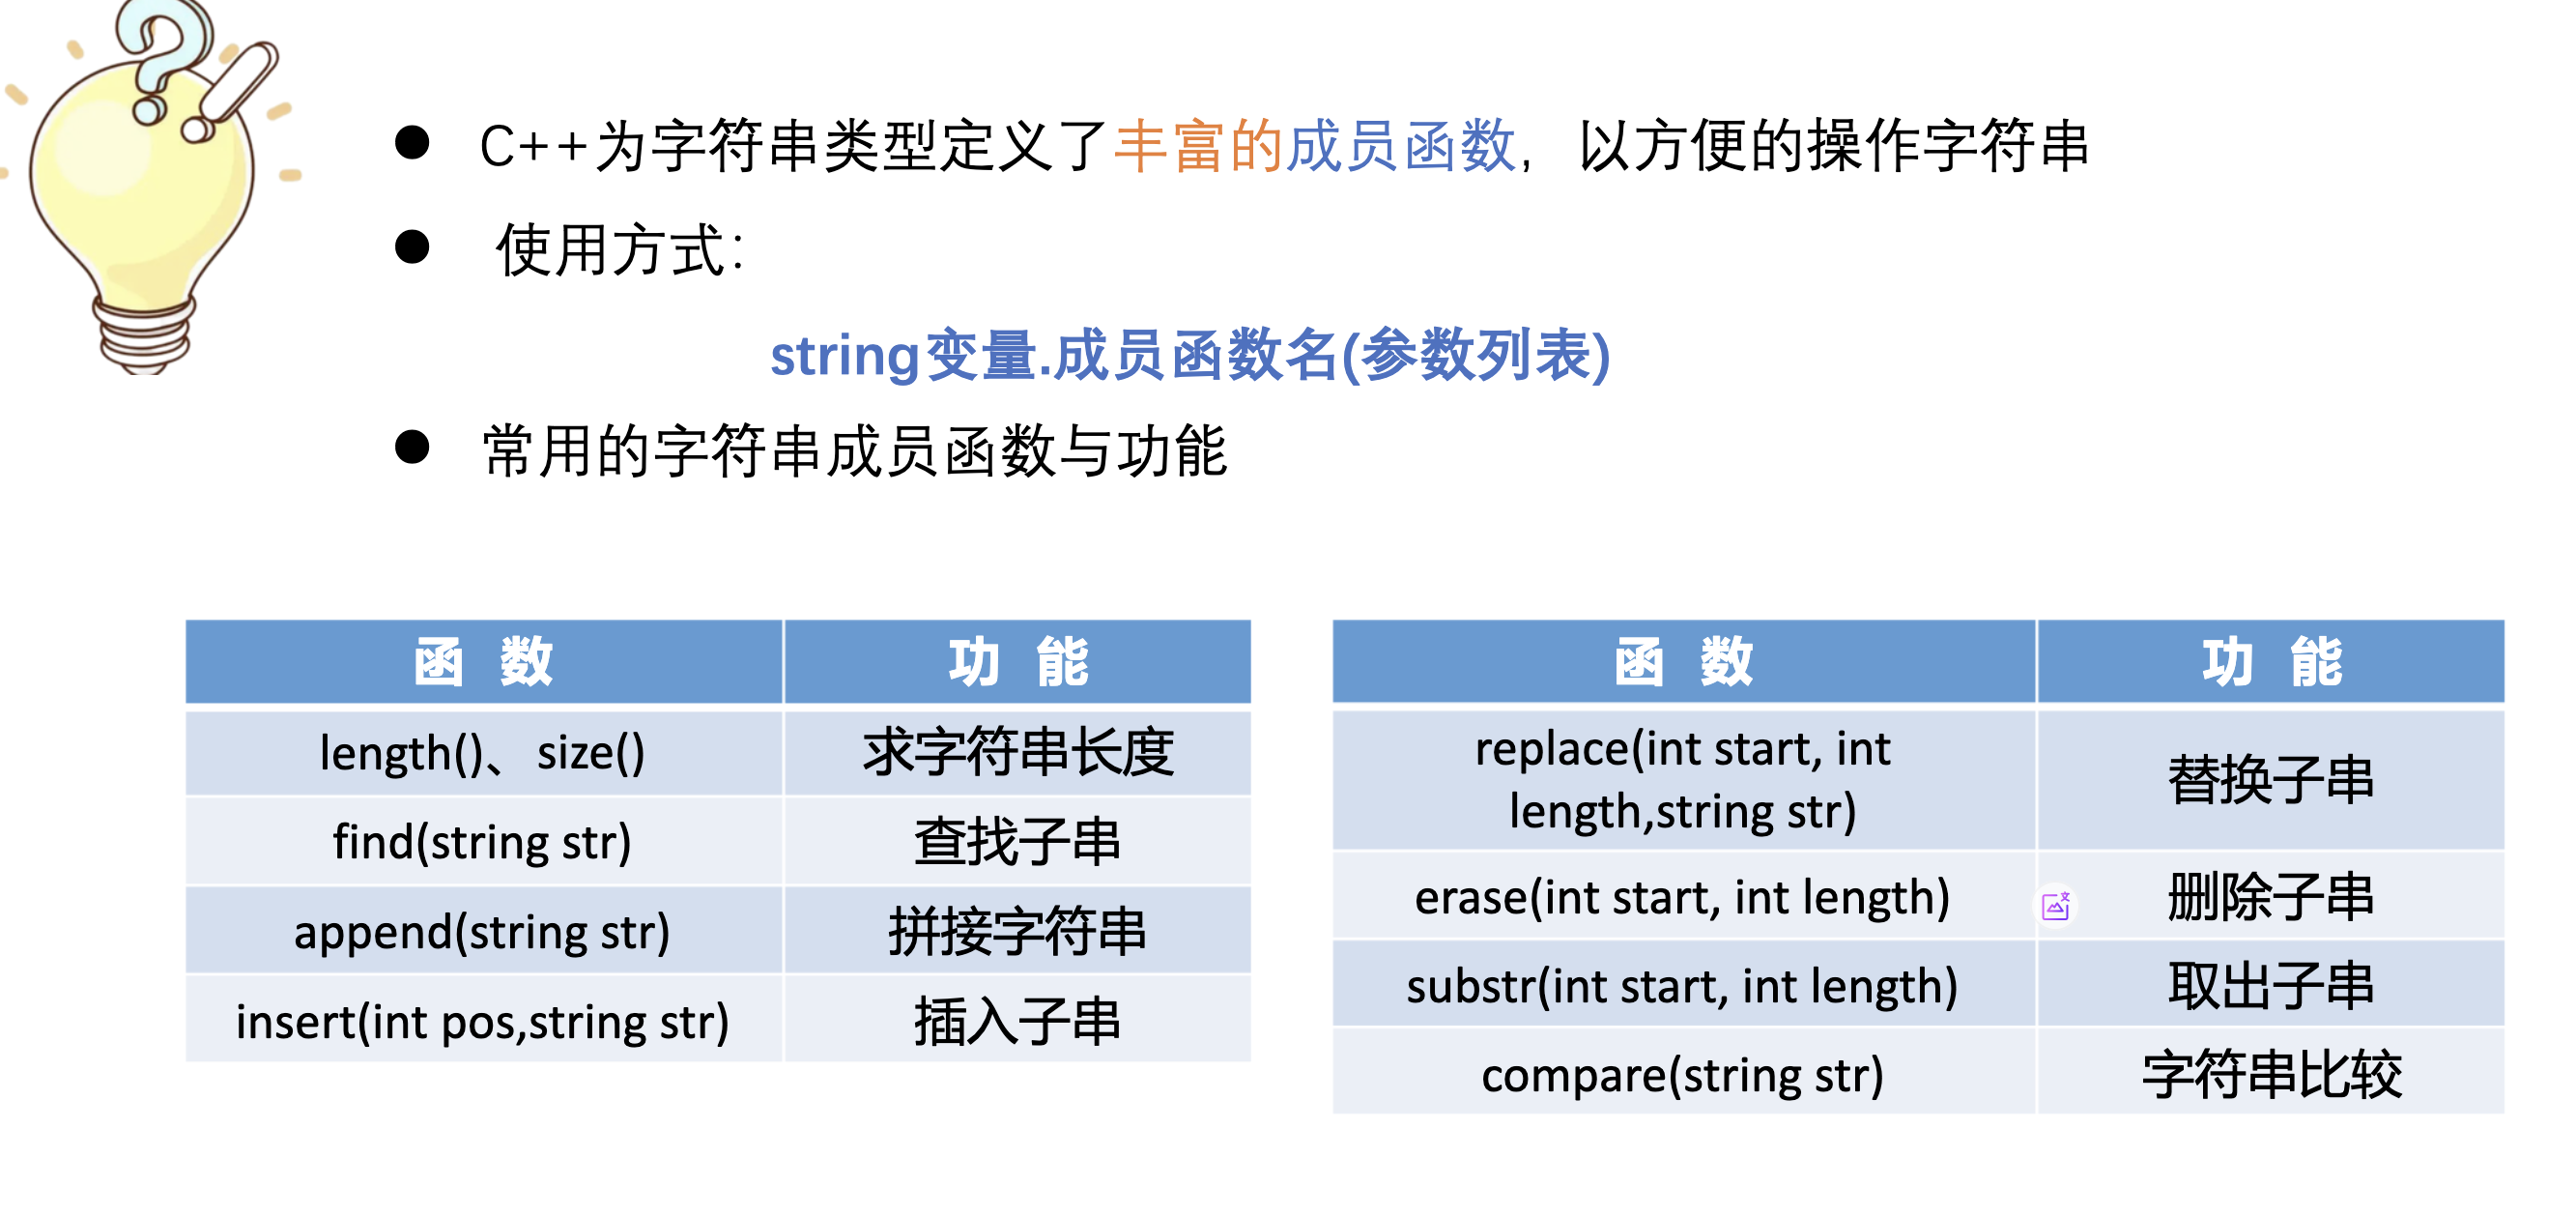 C++为字符串类型定义了丰富的成员函数，以方便的操作字符串
使用方式：
string变量.成员函数名(参数列表)
常用的字符串成员函数与功能
函 数 功 能
length()、size() 求字符串长度
find(string str) 查找子串
append(string str) 拼接字符串
insert(int pos,string str) 插入子串
函 数 功 能
replace(int start, int
length,string str) 替换子串
erase(int start, int length) 删除子串
substr(int start, int length) 取出子串
compare(string str) 字符串比较